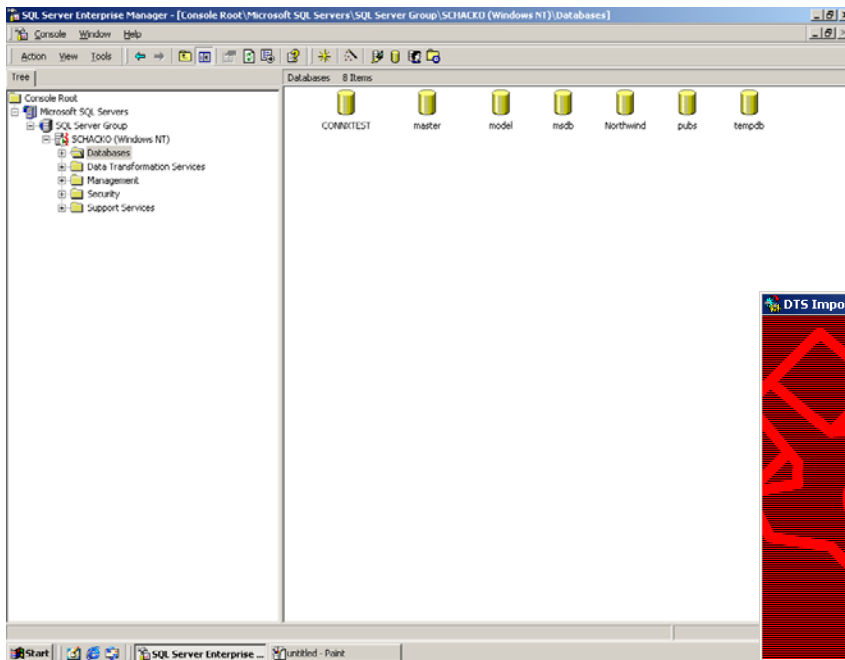 SQL Server Enterprise Manager - [Console Root\Microsoft SQL Servers\SQL Server Group\SCHACKO (Windows NT)\Databases]
Console Window Help
Action View Tools
Tree
Databases 8 Items
Console Root
Microsoft SQL Servers
SQL Server Group
SCHACKO (Windows NT)
Databases
Data Transformation Services
Management
Security
Support Services
CONNXTEST master model msdb Northwind pubs tempdb
DTS Impo
Start SQL Server Enterprise ... untitled - Paint